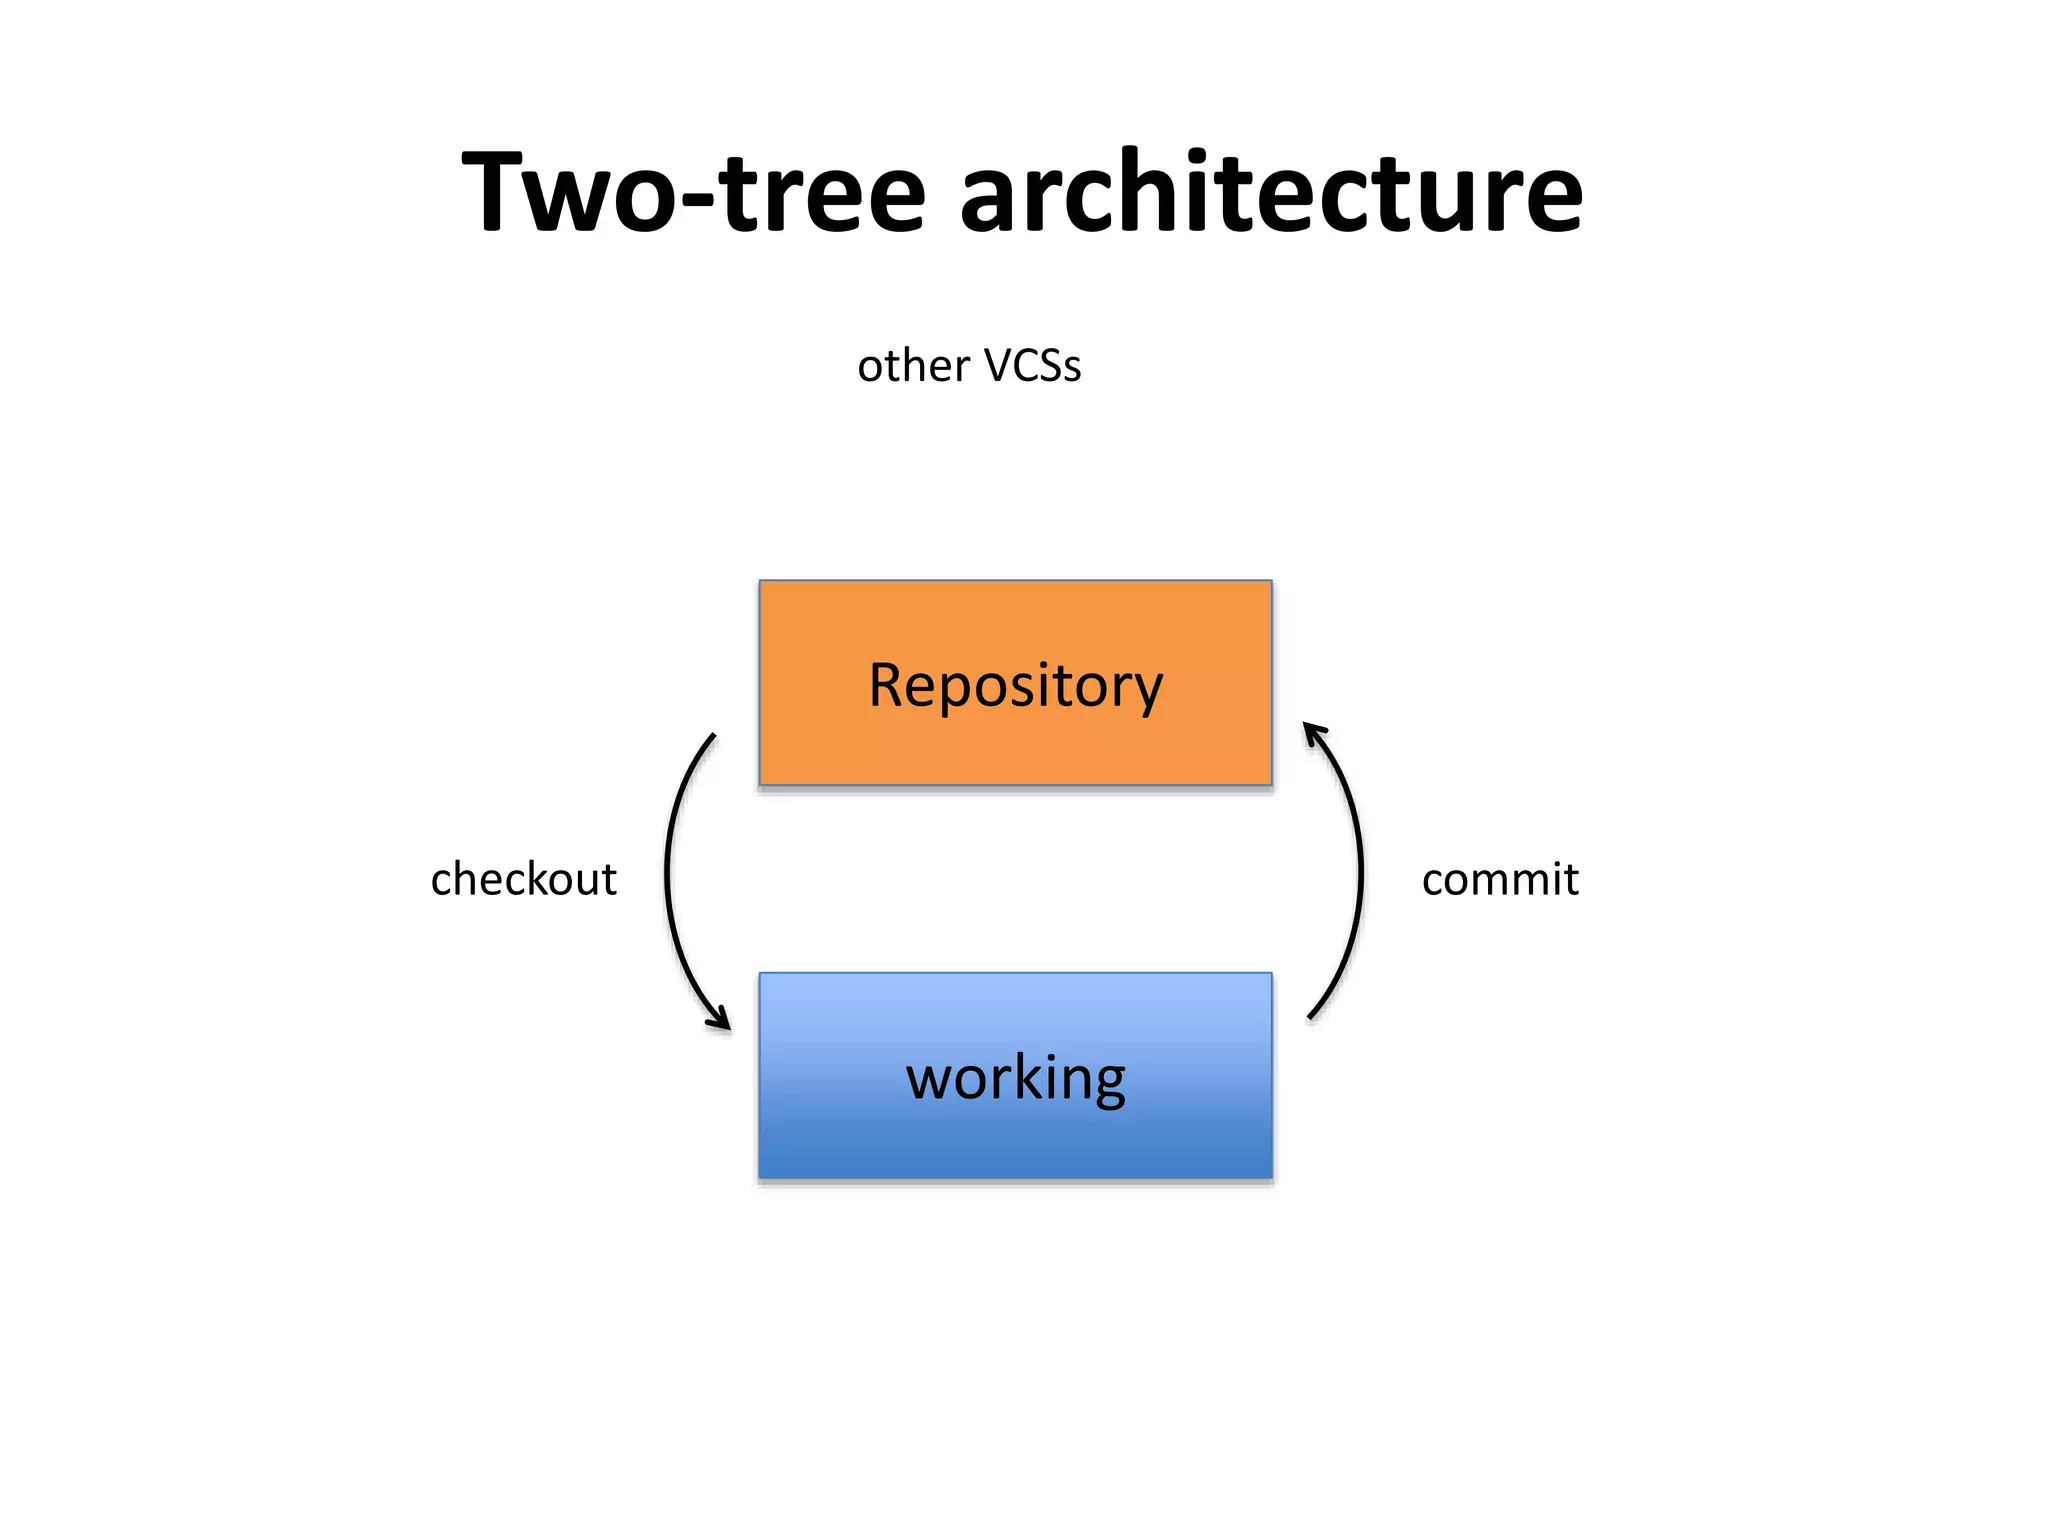 Two-tree architecture
other VCSs
Repository
checkout
commit
working